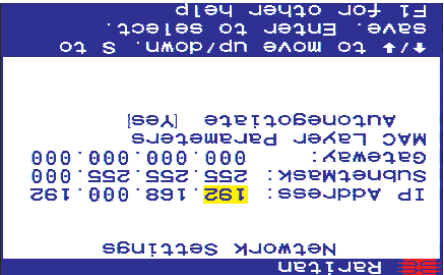 Raritan
Network Settings
IP Address: 192.168.000.192
SubnetMask: 255.255.255.000
Gateway: 000.000.000.000
MAC Layer Parameters
Autonegotiate [Yes]
↑/↓ to move up/down. S to
save. Enter to select.
F1 for other help